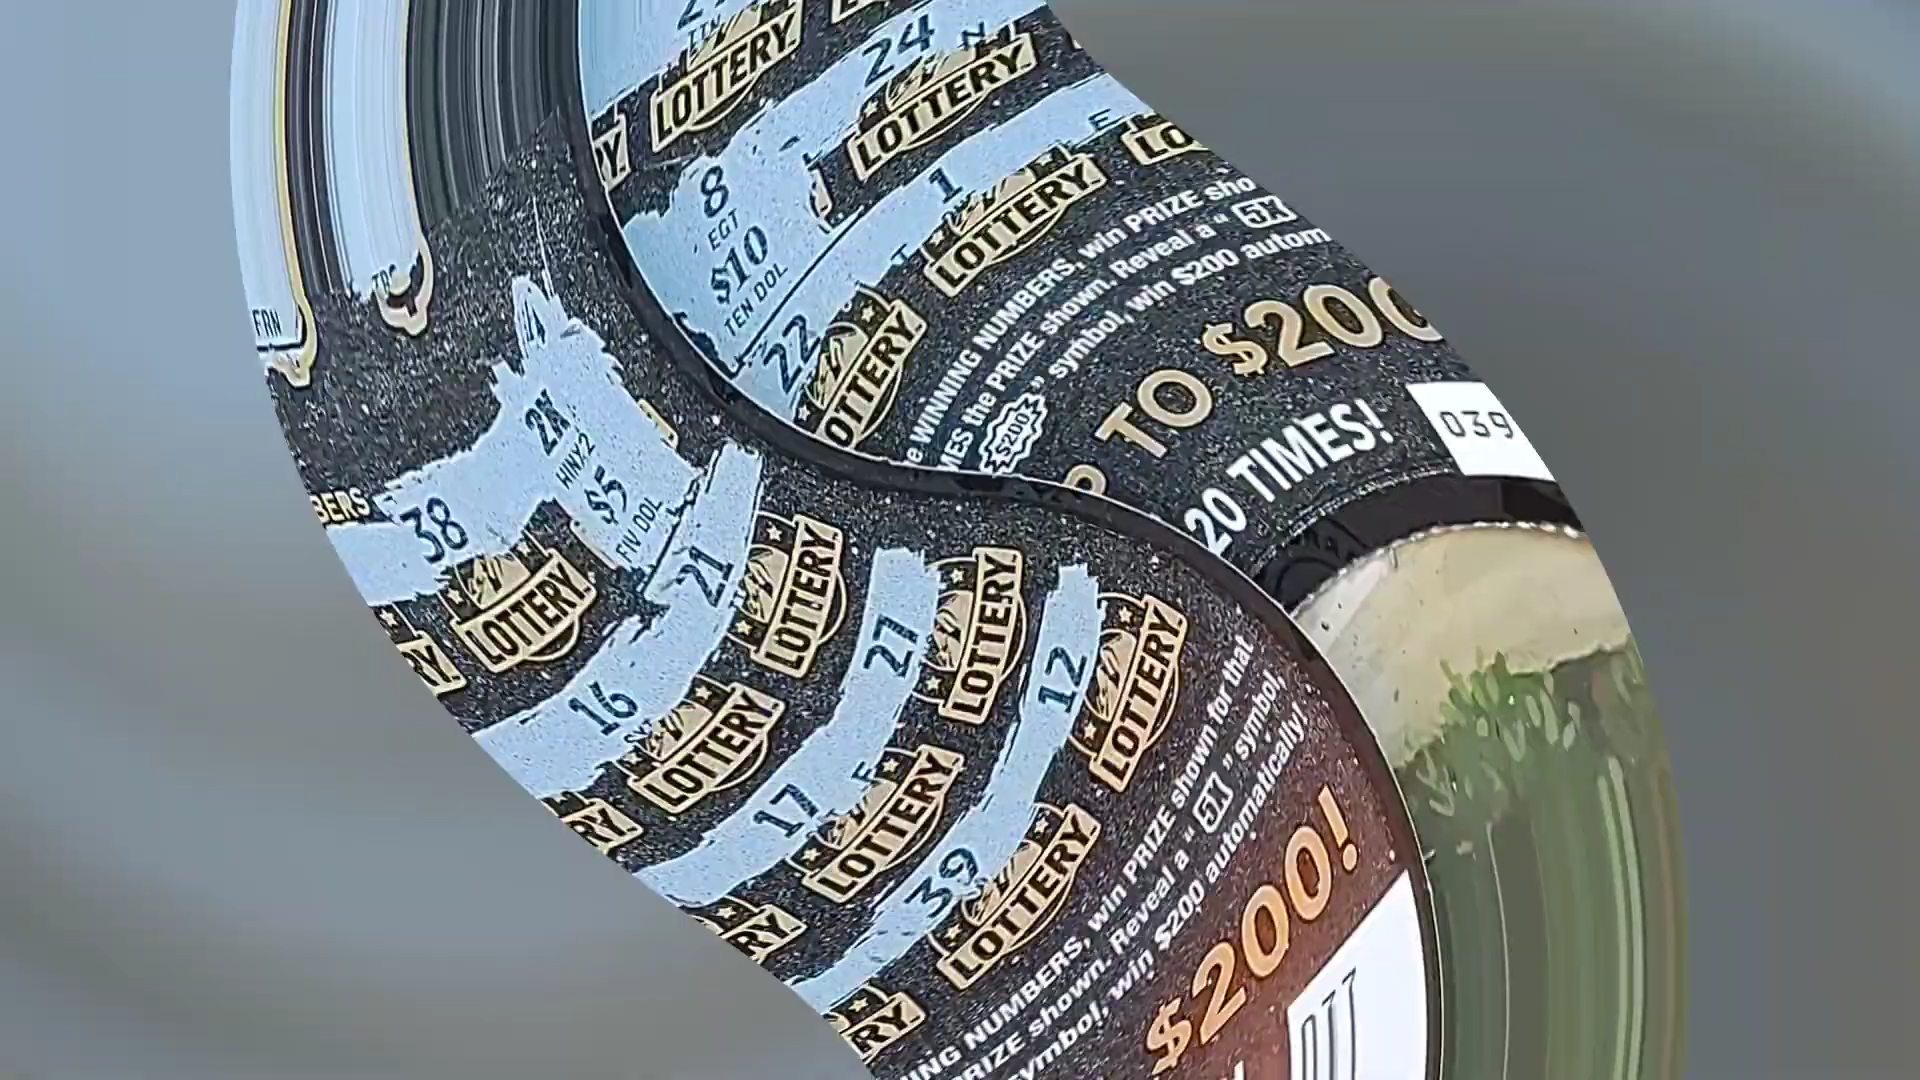 LOTTERY
24
LOTTERY
8
EGT
$10
TEN DOL
1
LOTTERY
22
LOTTERY
WINNING NUMBERS, win PRIZE sho
the PRIZE shown. Reveal a "5X
$200
symbol, win $200 autom
TO $200
20 TIMES!
039
2X
HINX2
$5
FIV DOL
38
LOTTERY
21
LOTTERY
16
LOTTERY
27
LOTTERY
17
LOTTERY
12
LOTTERY
39
LOTTERY
NUMBERS, win PRIZE shown for that
PRIZE shown. Reveal a "5X" symbol,
symbol, win $200 automatically!
$200!